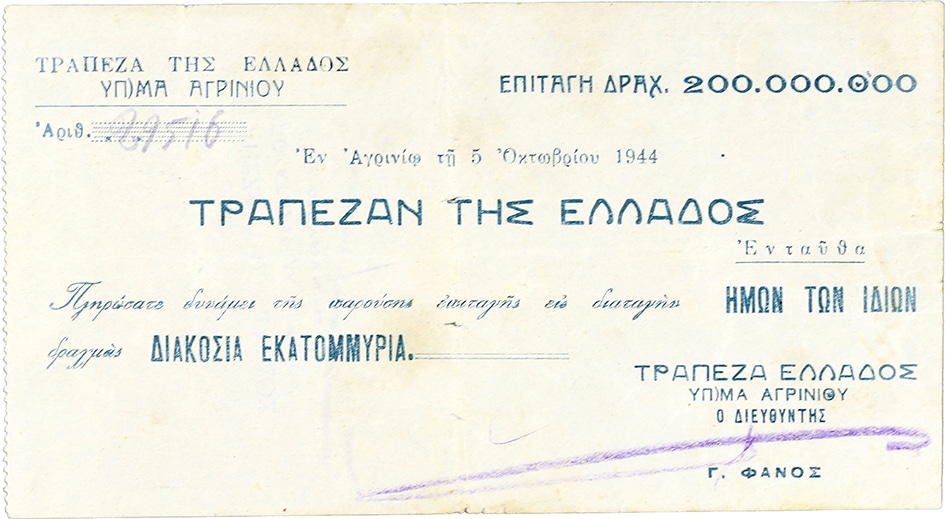 ΤΡΑΠΕΖΑ ΤΗΣ ΕΛΛΑΔΟΣ
ΥΠ)ΜΑ ΑΓΡΙΝΙΟΥ
ΕΠΙΤΑΓΗ ΔΡΑΧ. 200.000.000
Ἀριθ. 29516
Ἐν Ἀγρινίῳ τῇ 5 Ὀκτωβρίου 1944
ΤΡΑΠΕΖΑΝ ΤΗΣ ΕΛΛΑΔΟΣ
Ἐνταῦθα
Πληρώσατε δυνάμει τῆς παρούσης ἐπιταγῆς εἰς διαταγὴν ΗΜΩΝ ΤΩΝ ΙΔΙΩΝ
δραχμὰς ΔΙΑΚΟΣΙΑ ΕΚΑΤΟΜΜΥΡΙΑ.
ΤΡΑΠΕΖΑ ΕΛΛΑΔΟΣ
ΥΠ)ΜΑ ΑΓΡΙΝΙΟΥ
Ο ΔΙΕΥΘΥΝΤΗΣ
Γ. ΦΑΝΟΣ